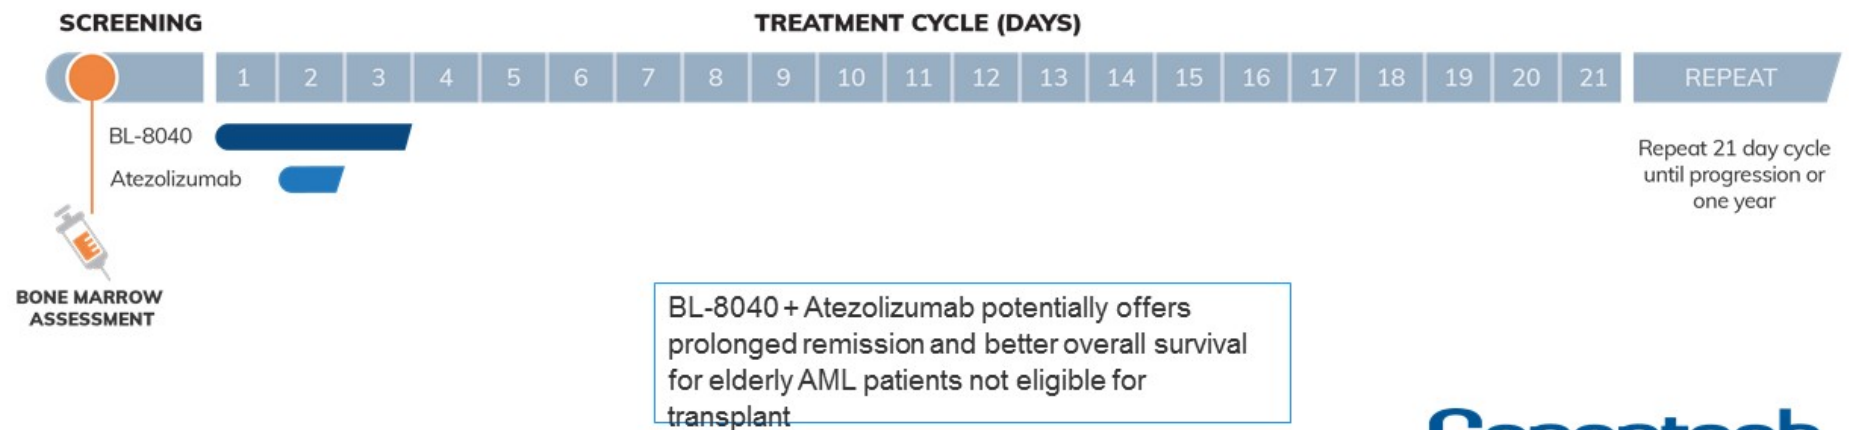 SCREENING
TREATMENT CYCLE (DAYS)
1 2 3 4 5 6 7 8 9 10 11 12 13 14 15 16 17 18 19 20 21 REPEAT
BL-8040
Atezolizumab
Repeat 21 day cycle
until progression or
one year
BONE MARROW
ASSESSMENT
BL-8040 + Atezolizumab potentially offers
prolonged remission and better overall survival
for elderly AML patients not eligible for
transplant